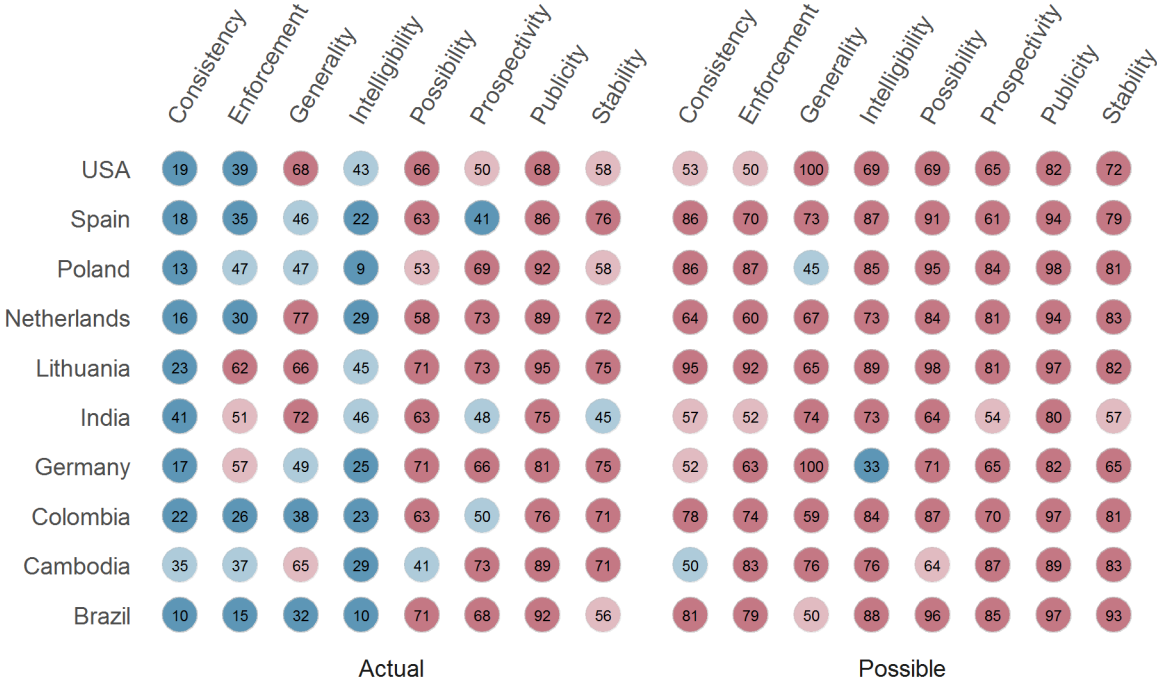 Consistency Enforcement Generality Intelligibility Possibility Prospectivity Publicity Stability Consistency Enforcement Generality Intelligibility Possibility Prospectivity Publicity Stability
USA 19 39 68 43 66 50 68 58 53 50 100 69 69 65 82 72
Spain 18 35 46 22 63 41 86 76 86 70 73 87 91 61 94 79
Poland 13 47 47 9 53 69 92 58 86 87 45 85 95 84 98 81
Netherlands 16 30 77 29 58 73 89 72 64 60 67 73 84 81 94 83
Lithuania 23 62 66 45 71 73 95 75 95 92 65 89 98 81 97 82
India 41 51 72 46 63 48 75 45 57 52 74 73 64 54 80 57
Germany 17 57 49 25 71 66 81 75 52 63 100 33 71 65 82 65
Colombia 22 26 38 23 63 50 76 71 78 74 59 84 87 70 97 81
Cambodia 35 37 65 29 41 73 89 71 50 83 76 76 64 87 89 83
Brazil 10 15 32 10 71 68 92 56 81 79 50 88 96 85 97 93
Actual Possible